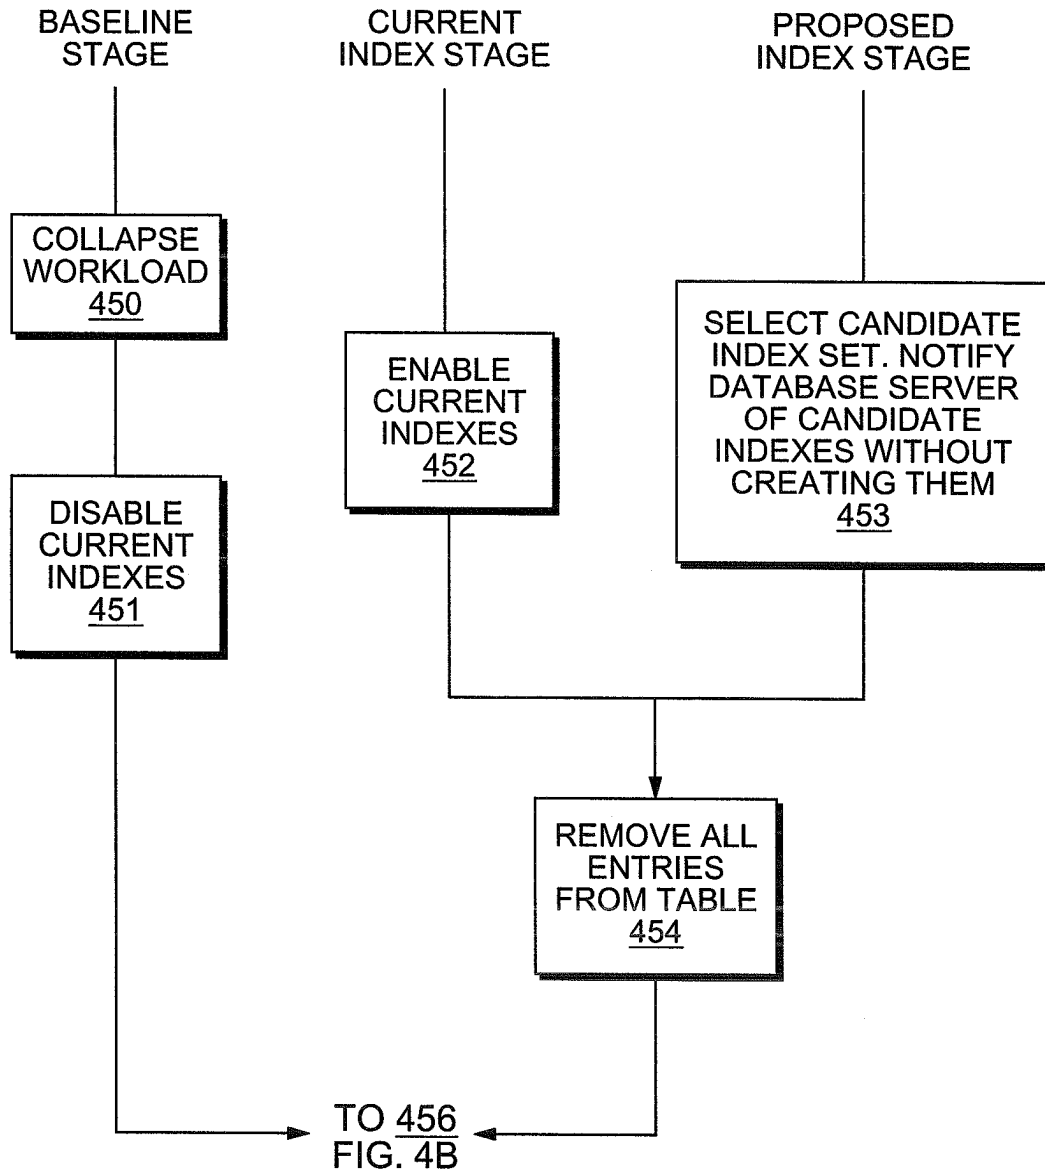 BASELINE
STAGE
CURRENT
INDEX STAGE
PROPOSED
INDEX STAGE
COLLAPSE
WORKLOAD
450
DISABLE
CURRENT
INDEXES
451
ENABLE
CURRENT
INDEXES
452
SELECT CANDIDATE
INDEX SET. NOTIFY
DATABASE SERVER
OF CANDIDATE
INDEXES WITHOUT
CREATING THEM
453
REMOVE ALL
ENTRIES
FROM TABLE
454
TO 456
FIG. 4B